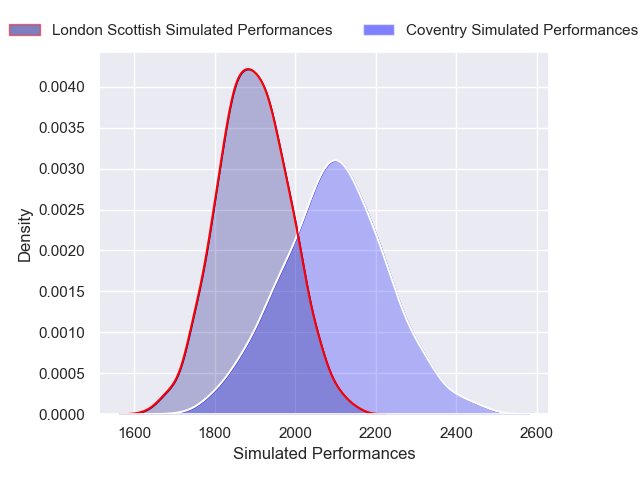 London Scottish Simulated Performances
Coventry Simulated Performances
0.0040
0.0035
0.0030
0.0025
0.0020
0.0015
0.0010
0.0005
0.0000
Density
1600 1800 2000 2200 2400 2600
Simulated Performances